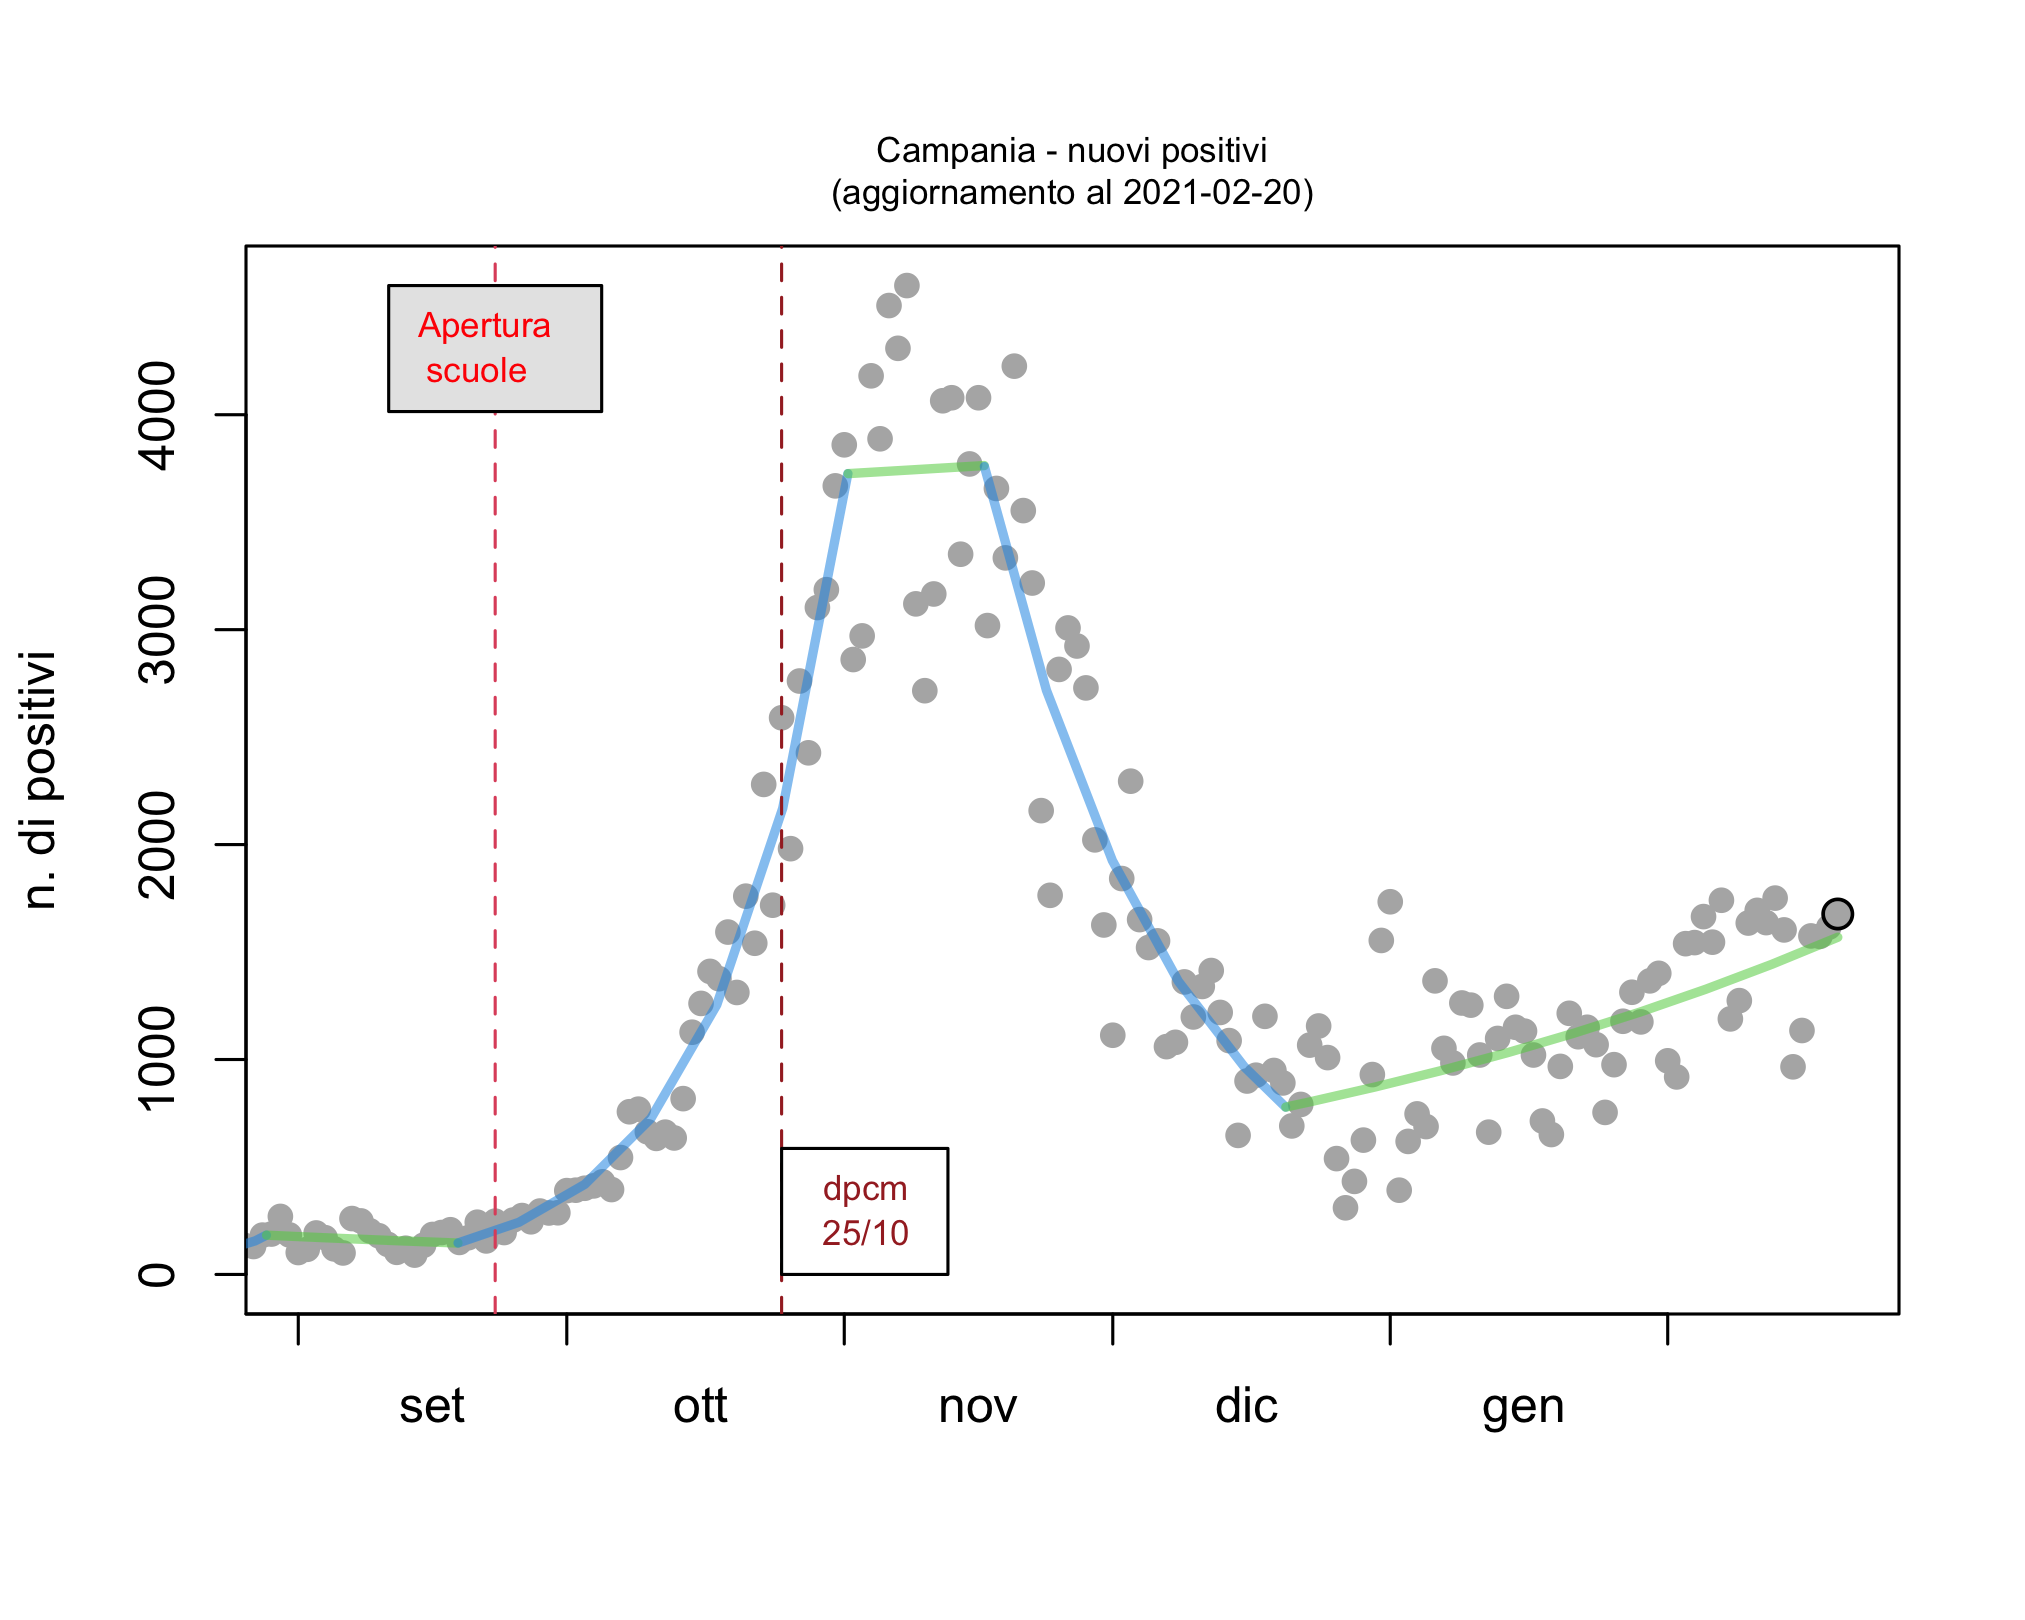 Campania - nuovi positivi
(aggiornamento al 2021-02-20)
Apertura
scuole
4000
3000
2000
1000
0
n. di positivi
dpcm
25/10
set ott nov dic gen